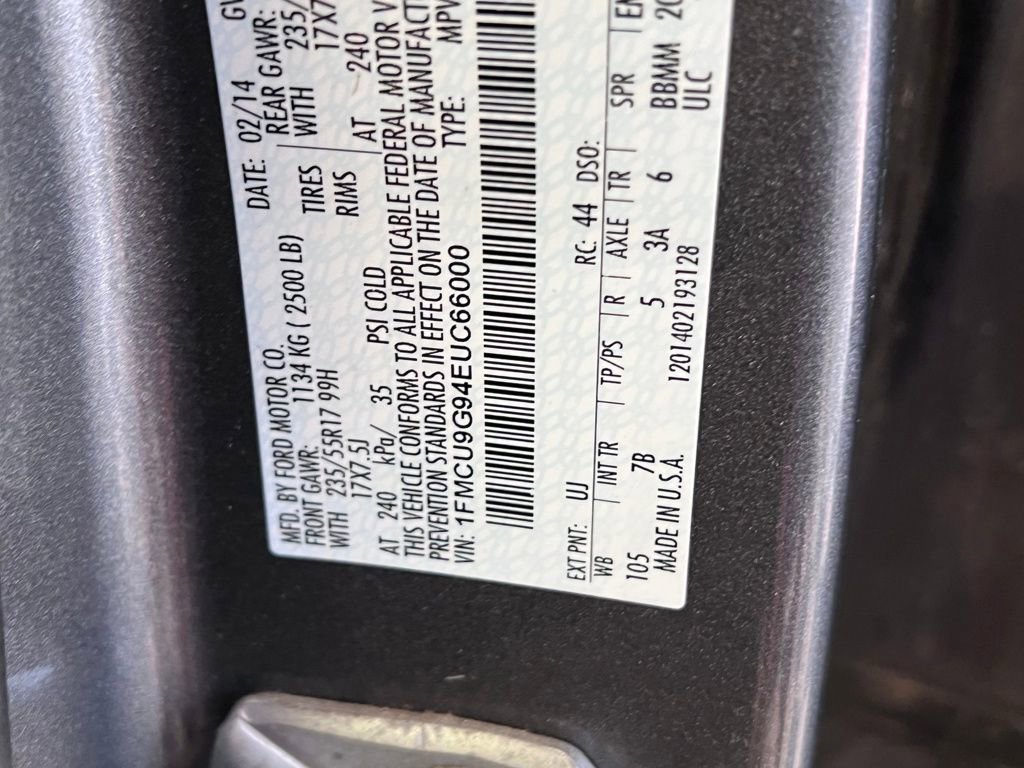 MFD. BY FORD MOTOR CO.
DATE: 02/14
FRONT GAWR: 1134 KG ( 2500 LB)
REAR GAWR:
WITH 235/55R17 99H TIRES WITH 235/
17X7.5J RIMS 17X7
AT 240 kPa/ 35 PSI COLD AT 240
THIS VEHICLE CONFORMS TO ALL APPLICABLE FEDERAL MOTOR V
PREVENTION STANDARDS IN EFFECT ON THE DATE OF MANUFACT
VIN: 1FMCU9G94EUC66000 TYPE: MPV
EXT PNT: UJ RC: 44 DSO:
WB | INT TR | TP/PS | R | AXLE | TR | SPR | EN
105 7B 5 3A 6 BBMM 20
MADE IN U.S.A. 1201402193128 ULC